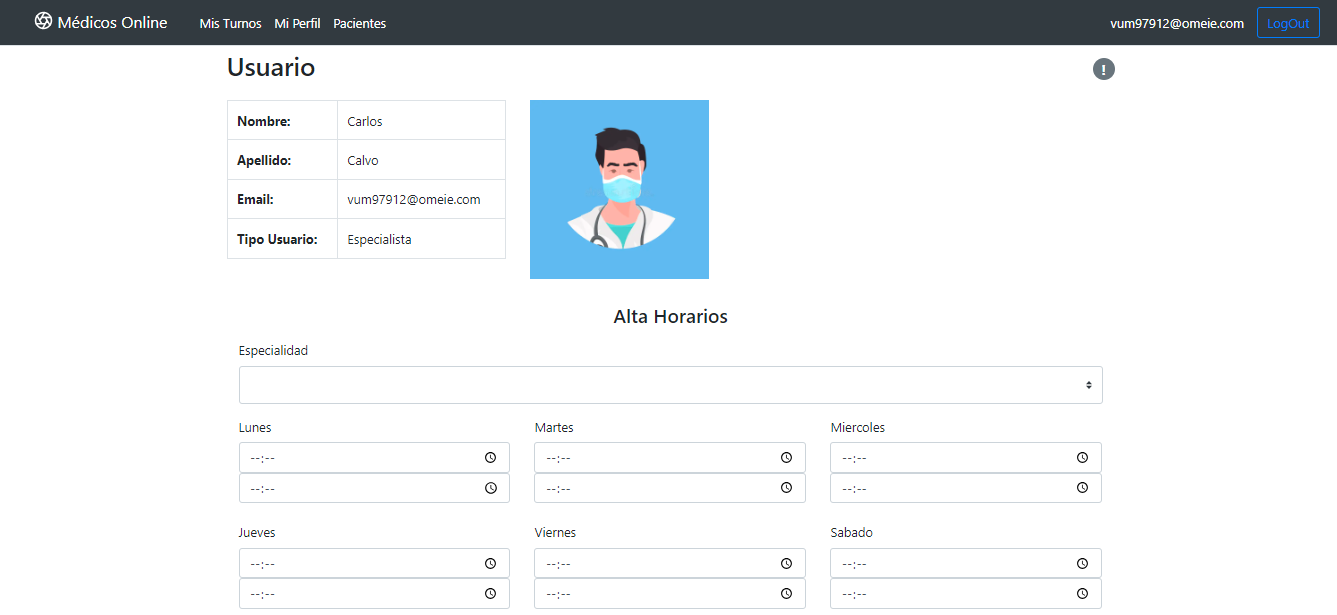 Médicos Online Mis Turnos Mi Perfil Pacientes vum97912@omeie.com LogOut
Usuario
!
Nombre: Carlos
Apellido: Calvo
Email: vum97912@omeie.com
Tipo Usuario: Especialista
Alta Horarios
Especialidad
Lunes Martes Miercoles
--:-- --:-- --:--
--:-- --:-- --:--
Jueves Viernes Sabado
--:-- --:-- --:--
--:-- --:-- --:--